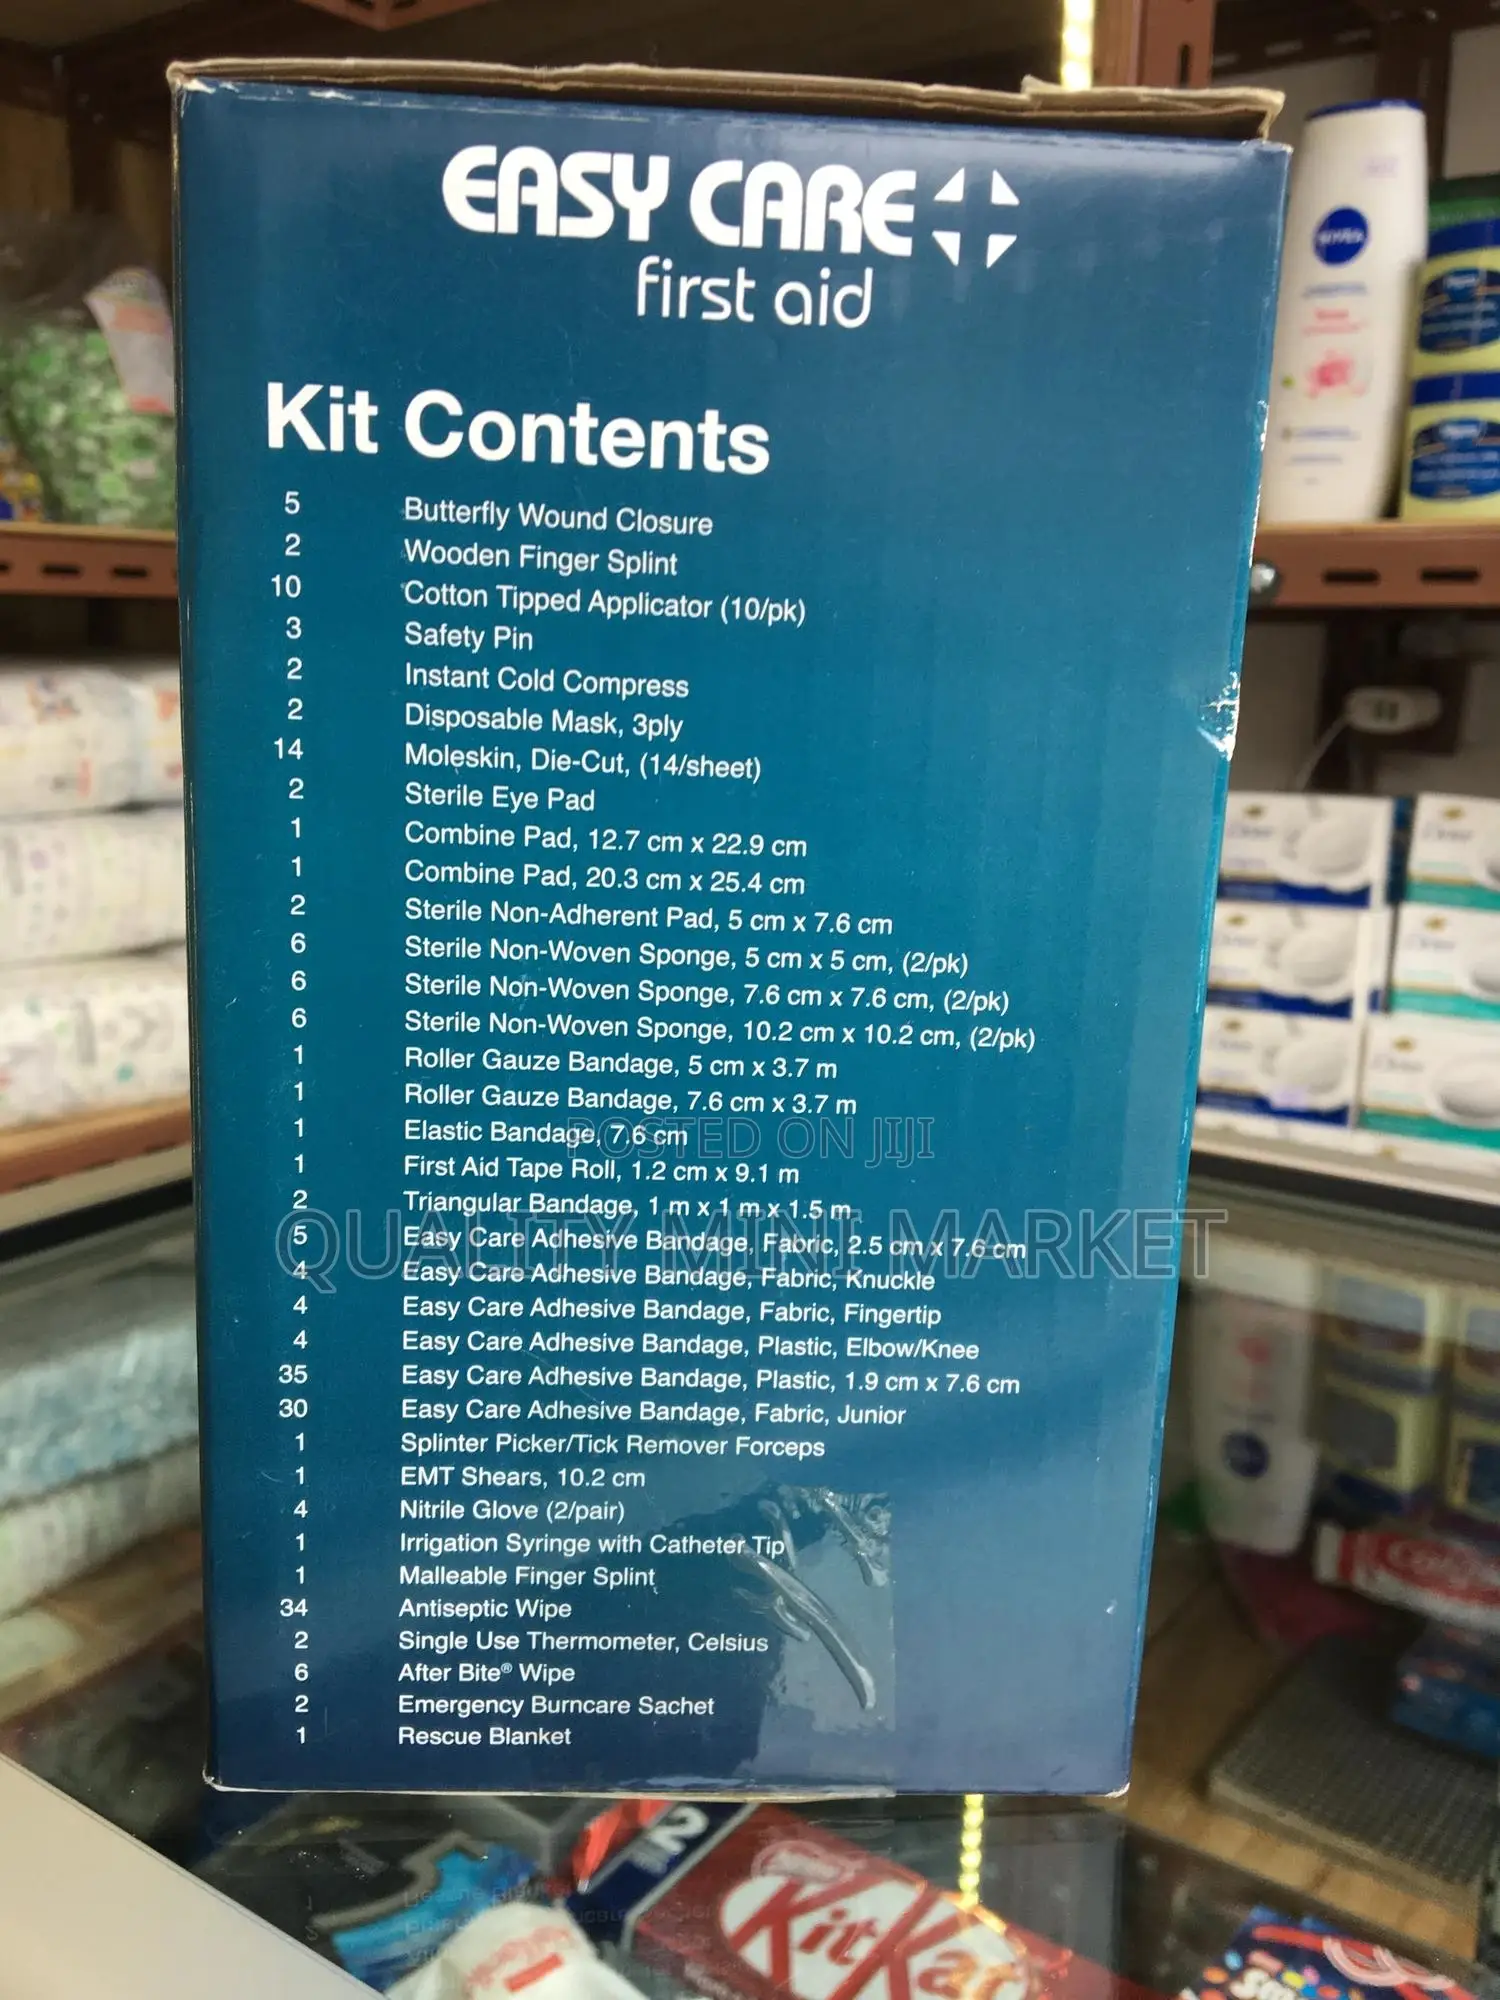 EASY CARE
first aid
Kit Contents
5 Butterfly Wound Closure
2 Wooden Finger Splint
10 Cotton Tipped Applicator (10/pk)
3 Safety Pin
2 Instant Cold Compress
2 Disposable Mask, 3ply
14 Moleskin, Die-Cut, (14/sheet)
2 Sterile Eye Pad
1 Combine Pad, 12.7 cm x 22.9 cm
1 Combine Pad, 20.3 cm x 25.4 cm
2 Sterile Non-Adherent Pad, 5 cm x 7.6 cm
6 Sterile Non-Woven Sponge, 5 cm x 5 cm, (2/pk)
6 Sterile Non-Woven Sponge, 7.6 cm x 7.6 cm, (2/pk)
6 Sterile Non-Woven Sponge, 10.2 cm x 10.2 cm, (2/pk)
1 Roller Gauze Bandage, 5 cm x 3.7 m
1 Roller Gauze Bandage, 7.6 cm x 3.7 m
1 Elastic Bandage, 7.6 cm
1 First Aid Tape Roll, 1.2 cm x 9.1 m
2 Triangular Bandage, 1 m x 1 m x 1.5 m
5 Easy Care Adhesive Bandage, Fabric, 2.5 cm x 7.6 cm
4 Easy Care Adhesive Bandage, Fabric, Knuckle
4 Easy Care Adhesive Bandage, Fabric, Fingertip
4 Easy Care Adhesive Bandage, Plastic, Elbow/Knee
35 Easy Care Adhesive Bandage, Plastic, 1.9 cm x 7.6 cm
30 Easy Care Adhesive Bandage, Fabric, Junior
1 Splinter Picker/Tick Remover Forceps
1 EMT Shears, 10.2 cm
4 Nitrile Glove (2/pair)
1 Irrigation Syringe with Catheter Tip
1 Malleable Finger Splint
34 Antiseptic Wipe
2 Single Use Thermometer, Celsius
6 After Bite® Wipe
2 Emergency Burncare Sachet
1 Rescue Blanket
POSTED ON JIJI
QUALITY MINI MARKET
NIVEA
2
KitKat